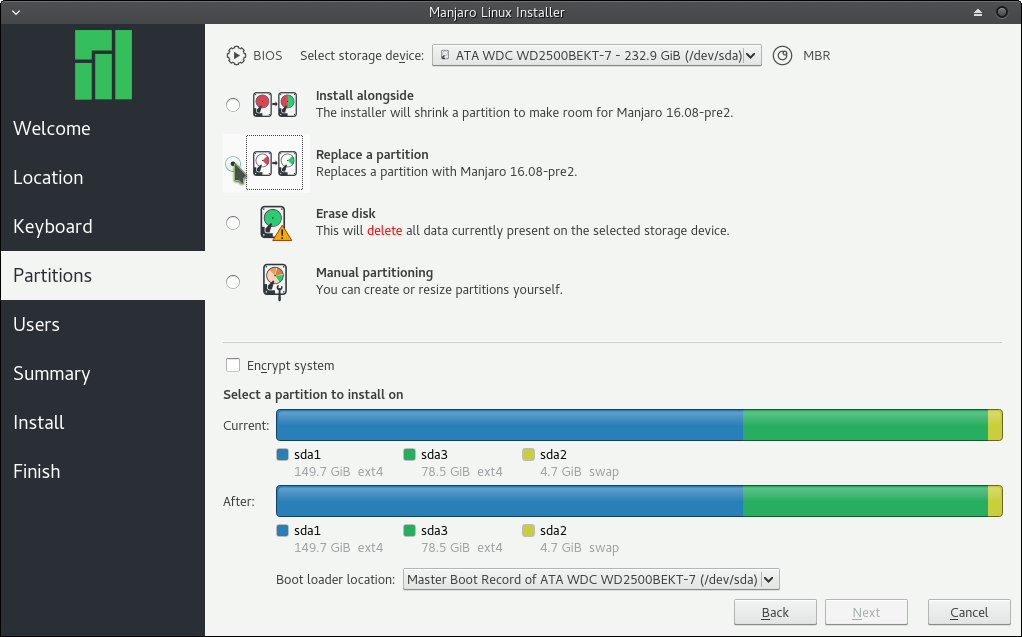 Manjaro Linux Installer
Welcome
Location
Keyboard
Partitions
Users
Summary
Install
Finish
BIOS Select storage device: ATA WDC WD2500BEKT-7 - 232.9 GiB (/dev/sda) MBR
Install alongside
The installer will shrink a partition to make room for Manjaro 16.08-pre2.
Replace a partition
Replaces a partition with Manjaro 16.08-pre2.
Erase disk
This will delete all data currently present on the selected storage device.
Manual partitioning
You can create or resize partitions yourself.
Encrypt system
Select a partition to install on
Current:
sda1 sda3 sda2
149.7 GiB ext4 78.5 GiB ext4 4.7 GiB swap
After:
sda1 sda3 sda2
149.7 GiB ext4 78.5 GiB ext4 4.7 GiB swap
Boot loader location: Master Boot Record of ATA WDC WD2500BEKT-7 (/dev/sda)
Back Next Cancel